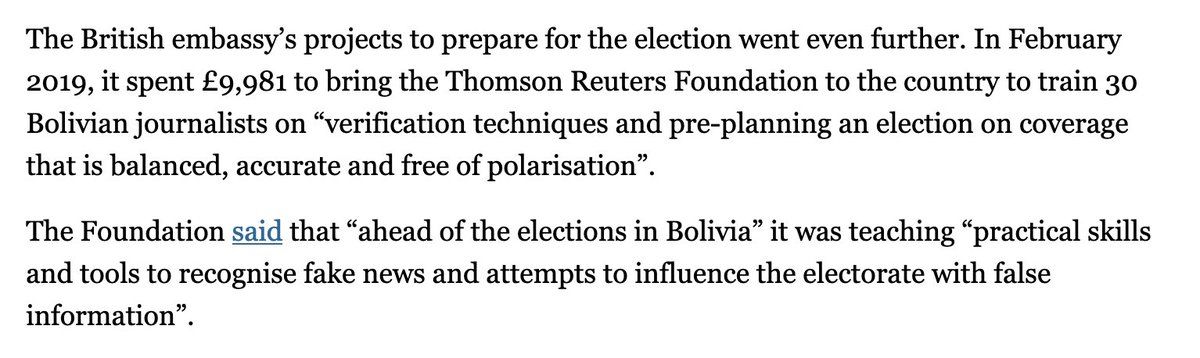 The British embassy’s projects to prepare for the election went even further. In February
2019, it spent £9,981 to bring the Thomson Reuters Foundation to the country to train 30
Bolivian journalists on “verification techniques and pre-planning an election on coverage
that is balanced, accurate and free of polarisation”.
The Foundation said that “ahead of the elections in Bolivia” it was teaching “practical skills
and tools to recognise fake news and attempts to influence the electorate with false
information”.